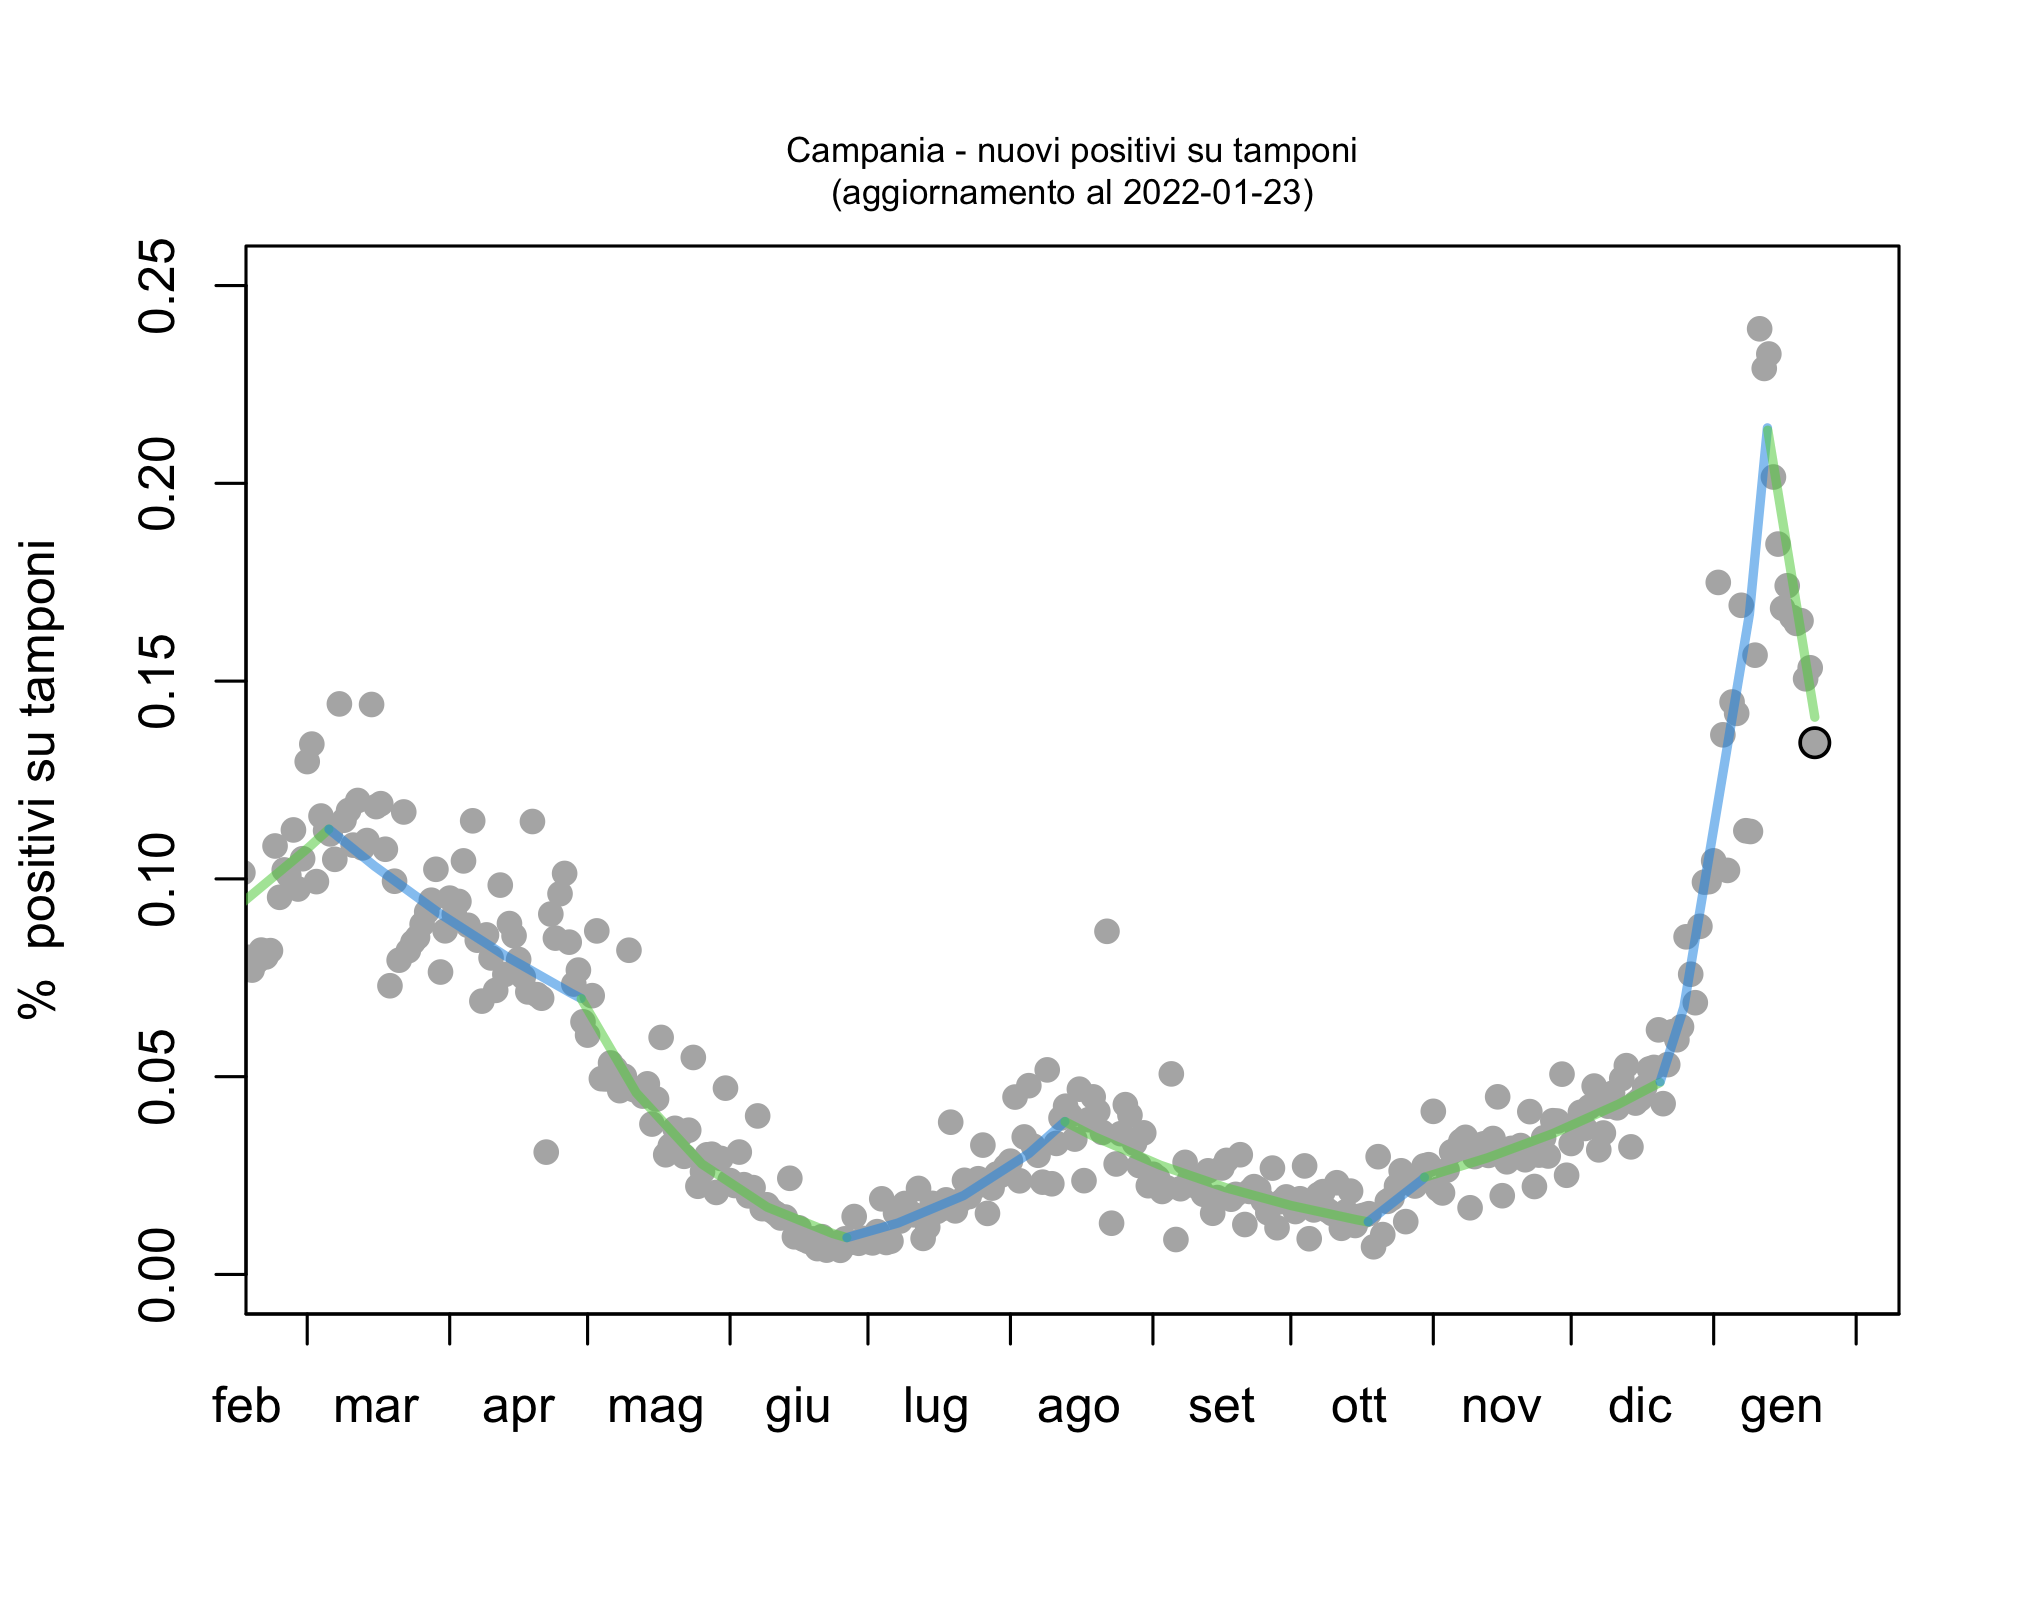 Campania - nuovi positivi su tamponi
(aggiornamento al 2022-01-23)
% positivi su tamponi
0.25
0.20
0.15
0.10
0.05
0.00
feb mar apr mag giu lug ago set ott nov dic gen